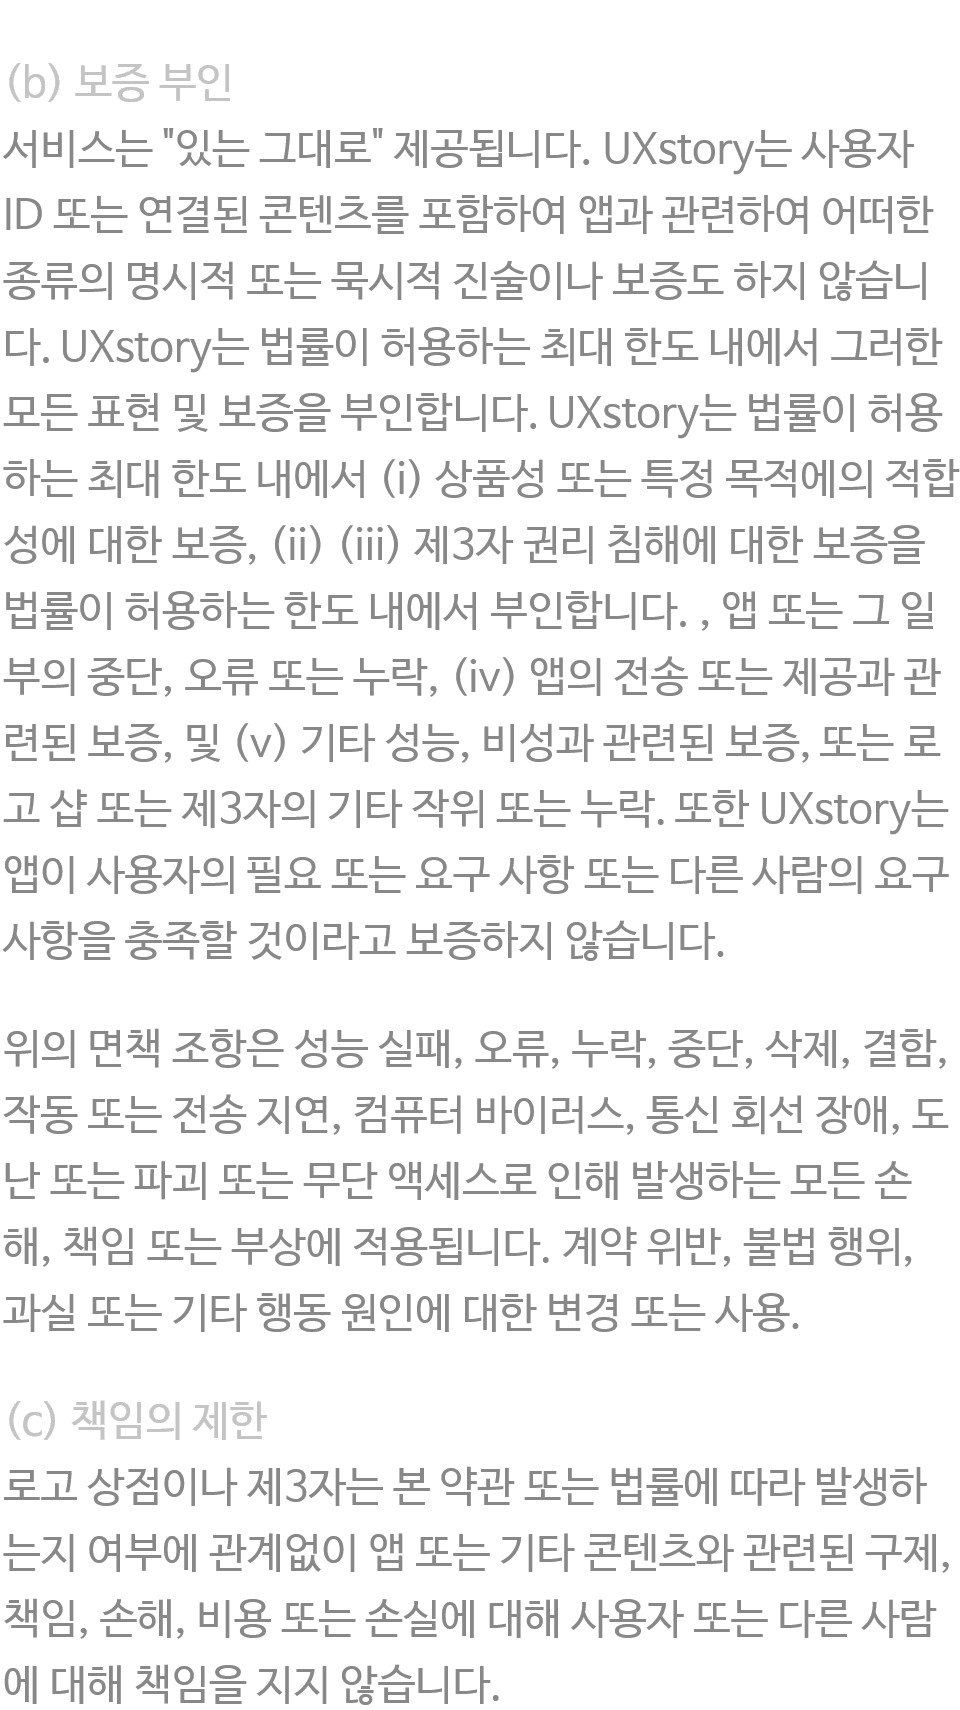 (b) 보증 부인
서비스는 "있는 그대로" 제공됩니다. UXstory는 사용자
ID 또는 연결된 콘텐츠를 포함하여 앱과 관련하여 어떠한
종류의 명시적 또는 묵시적 진술이나 보증도 하지 않습니
다. UXstory는 법률이 허용하는 최대 한도 내에서 그러한
모든 표현 및 보증을 부인합니다. UXstory는 법률이 허용
하는 최대 한도 내에서 (i) 상품성 또는 특정 목적에의 적합
성에 대한 보증, (ii) (iii) 제3자 권리 침해에 대한 보증을
법률이 허용하는 한도 내에서 부인합니다. , 앱 또는 그 일
부의 중단, 오류 또는 누락, (iv) 앱의 전송 또는 제공과 관
련된 보증, 및 (v) 기타 성능, 비성과 관련된 보증, 또는 로
고 샵 또는 제3자의 기타 작위 또는 누락. 또한 UXstory는
앱이 사용자의 필요 또는 요구 사항 또는 다른 사람의 요구
사항을 충족할 것이라고 보증하지 않습니다.
위의 면책 조항은 성능 실패, 오류, 누락, 중단, 삭제, 결함,
작동 또는 전송 지연, 컴퓨터 바이러스, 통신 회선 장애, 도
난 또는 파괴 또는 무단 액세스로 인해 발생하는 모든 손
해, 책임 또는 부상에 적용됩니다. 계약 위반, 불법 행위,
과실 또는 기타 행동 원인에 대한 변경 또는 사용.
(c) 책임의 제한
로고 상점이나 제3자는 본 약관 또는 법률에 따라 발생하
는지 여부에 관계없이 앱 또는 기타 콘텐츠와 관련된 구제,
책임, 손해, 비용 또는 손실에 대해 사용자 또는 다른 사람
에 대해 책임을 지지 않습니다.